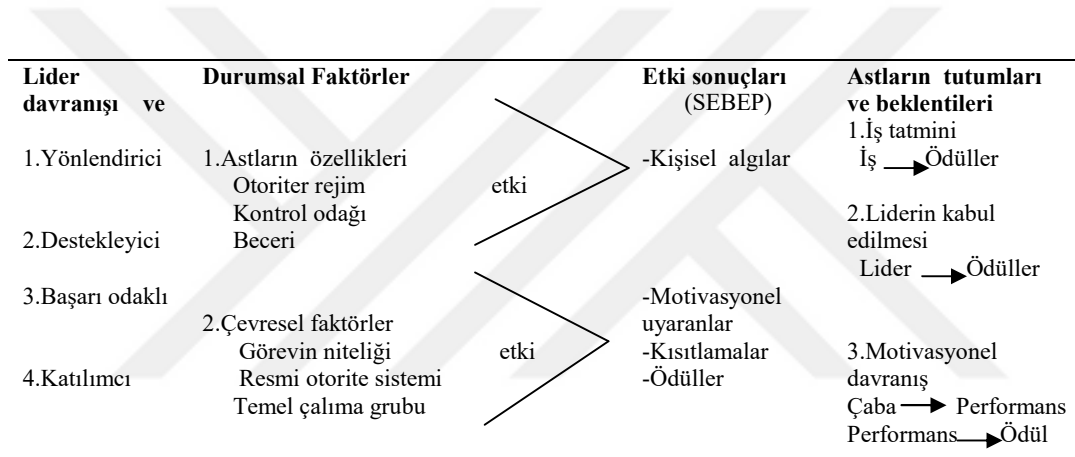 Lider davranışı ve
Durumsal Faktörler
Etki sonuçları
(SEBEP)
Astların tutumları
ve beklentileri
1.Yönlendirici
2.Destekleyici
3.Başarı odaklı
4.Katılımcı
1.Astların özellikleri
Otoriter rejim
Kontrol odağı
Beceri
etki
2.Çevresel faktörler
Görevin niteliği
Resmi otorite sistemi
Temel çalıma grubu
etki
-Kişisel algılar
-Motivasyonel
uyaranlar
-Kısıtlamalar
-Ödüller
1.İş tatmini
İş → Ödüller
2.Liderin kabul
edilmesi
Lider → Ödüller
3.Motivasyonel
davranış
Çaba → Performans
Performans → Ödül